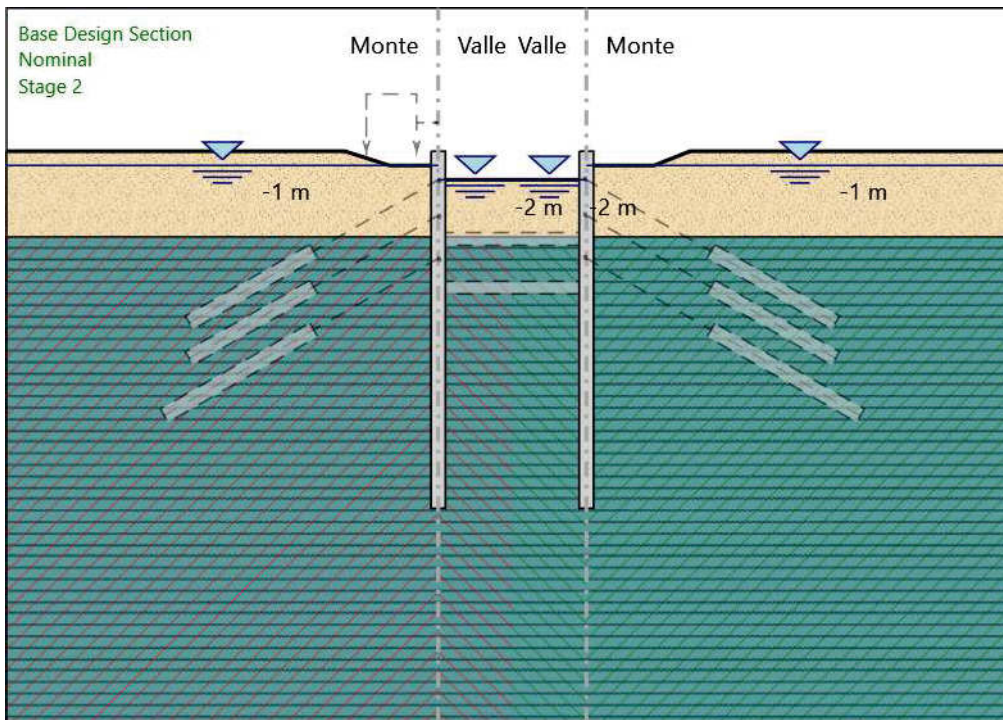 Base Design Section
Nominal
Stage 2
Monte
Valle
Valle
Monte
-1 m
-2 m
-2 m
-1 m